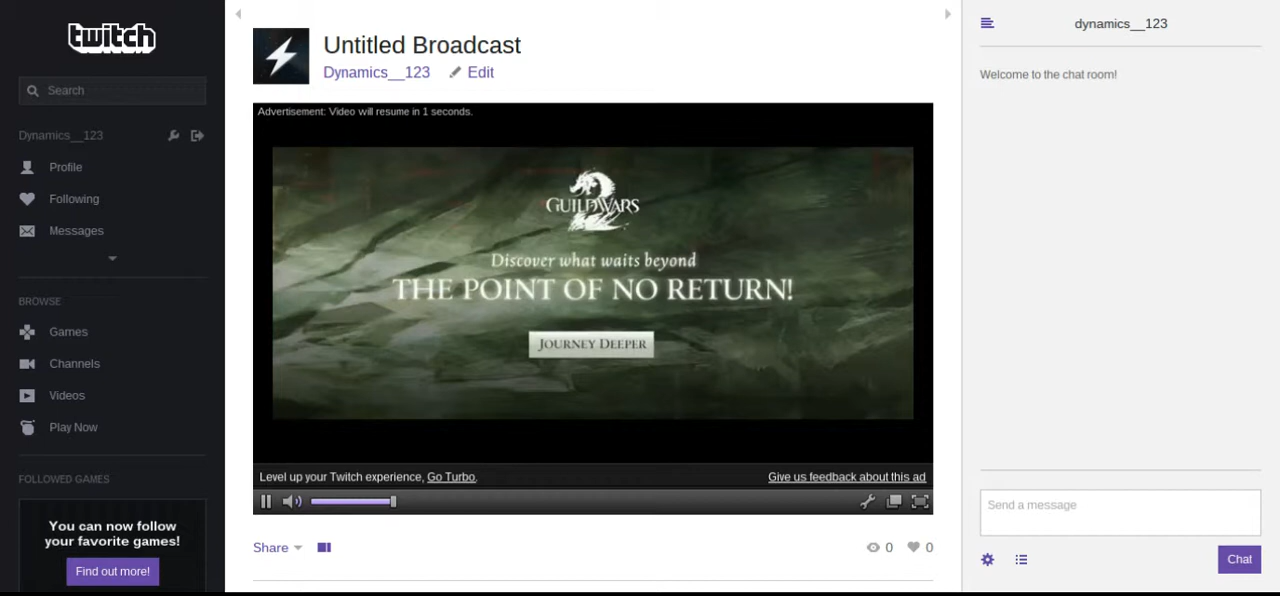 twitch
Search
Dynamics__123
Profile
Following
Messages
BROWSE
Games
Channels
Videos
Play Now
FOLLOWED GAMES
You can now follow
your favorite games!
Find out more!
Untitled Broadcast
Dynamics__123 Edit
Advertisement: Video will resume in 1 seconds.
GUILD WARS
2
Discover what waits beyond
THE POINT OF NO RETURN!
JOURNEY DEEPER
Level up your Twitch experience, Go Turbo. Give us feedback about this ad
Share 0 0
dynamics__123
Welcome to the chat room!
Send a message
Chat